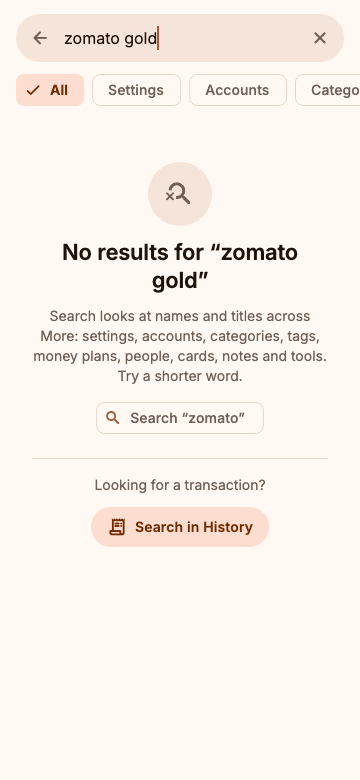 zomato gold
All
Settings
Accounts
Catego
No results for “zomato
gold”
Search looks at names and titles across
More: settings, accounts, categories, tags,
money plans, people, cards, notes and tools.
Try a shorter word.
Search “zomato”
Looking for a transaction?
Search in History